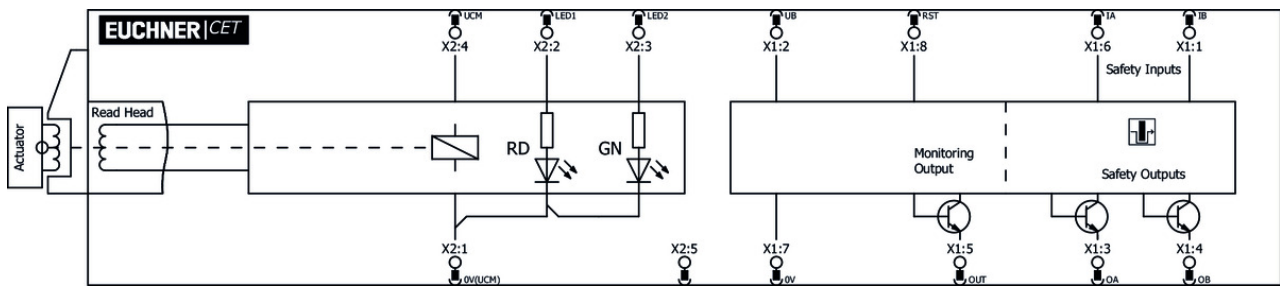 EUCHNER|CET
UCM LED1 LED2 UB RST IA IB
X2:4 X2:2 X2:3 X1:2 X1:8 X1:6 X1:1
Safety Inputs
Read Head
Actuator
RD GN
Monitoring
Output
Safety Outputs
X2:1 X2:5 X1:7 X1:5 X1:3 X1:4
0V(UCM) 0V OUT OA OB